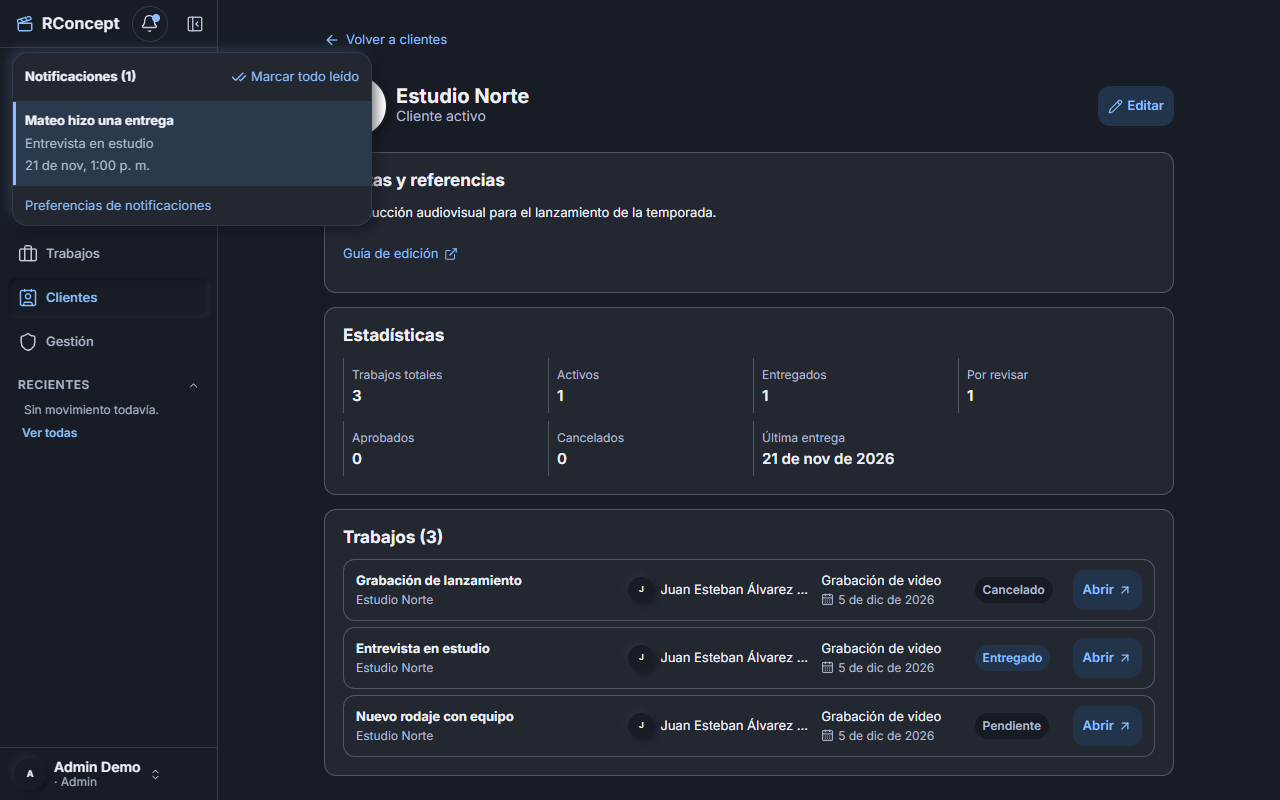 RConcept
Notificaciones (1)
Marcar todo leído
Mateo hizo una entrega
Entrevista en estudio
21 de nov, 1:00 p. m.
Preferencias de notificaciones
Trabajos
Clientes
Gestión
RECIENTES
Sin movimiento todavía.
Ver todas
A
Admin Demo
· Admin
Volver a clientes
Estudio Norte
Cliente activo
Editar
y referencias
para el lanzamiento de la temporada.
Guía de edición
Estadísticas
Trabajos totales
3
Activos
1
Entregados
1
Por revisar
1
Aprobados
0
Cancelados
0
Última entrega
21 de nov de 2026
Trabajos (3)
Grabación de lanzamiento
Estudio Norte
J
Juan Esteban Álvarez ...
Grabación de video
5 de dic de 2026
Cancelado
Abrir
Entrevista en estudio
Estudio Norte
J
Juan Esteban Álvarez ...
Grabación de video
5 de dic de 2026
Entregado
Abrir
Nuevo rodaje con equipo
Estudio Norte
J
Juan Esteban Álvarez ...
Grabación de video
5 de dic de 2026
Pendiente
Abrir